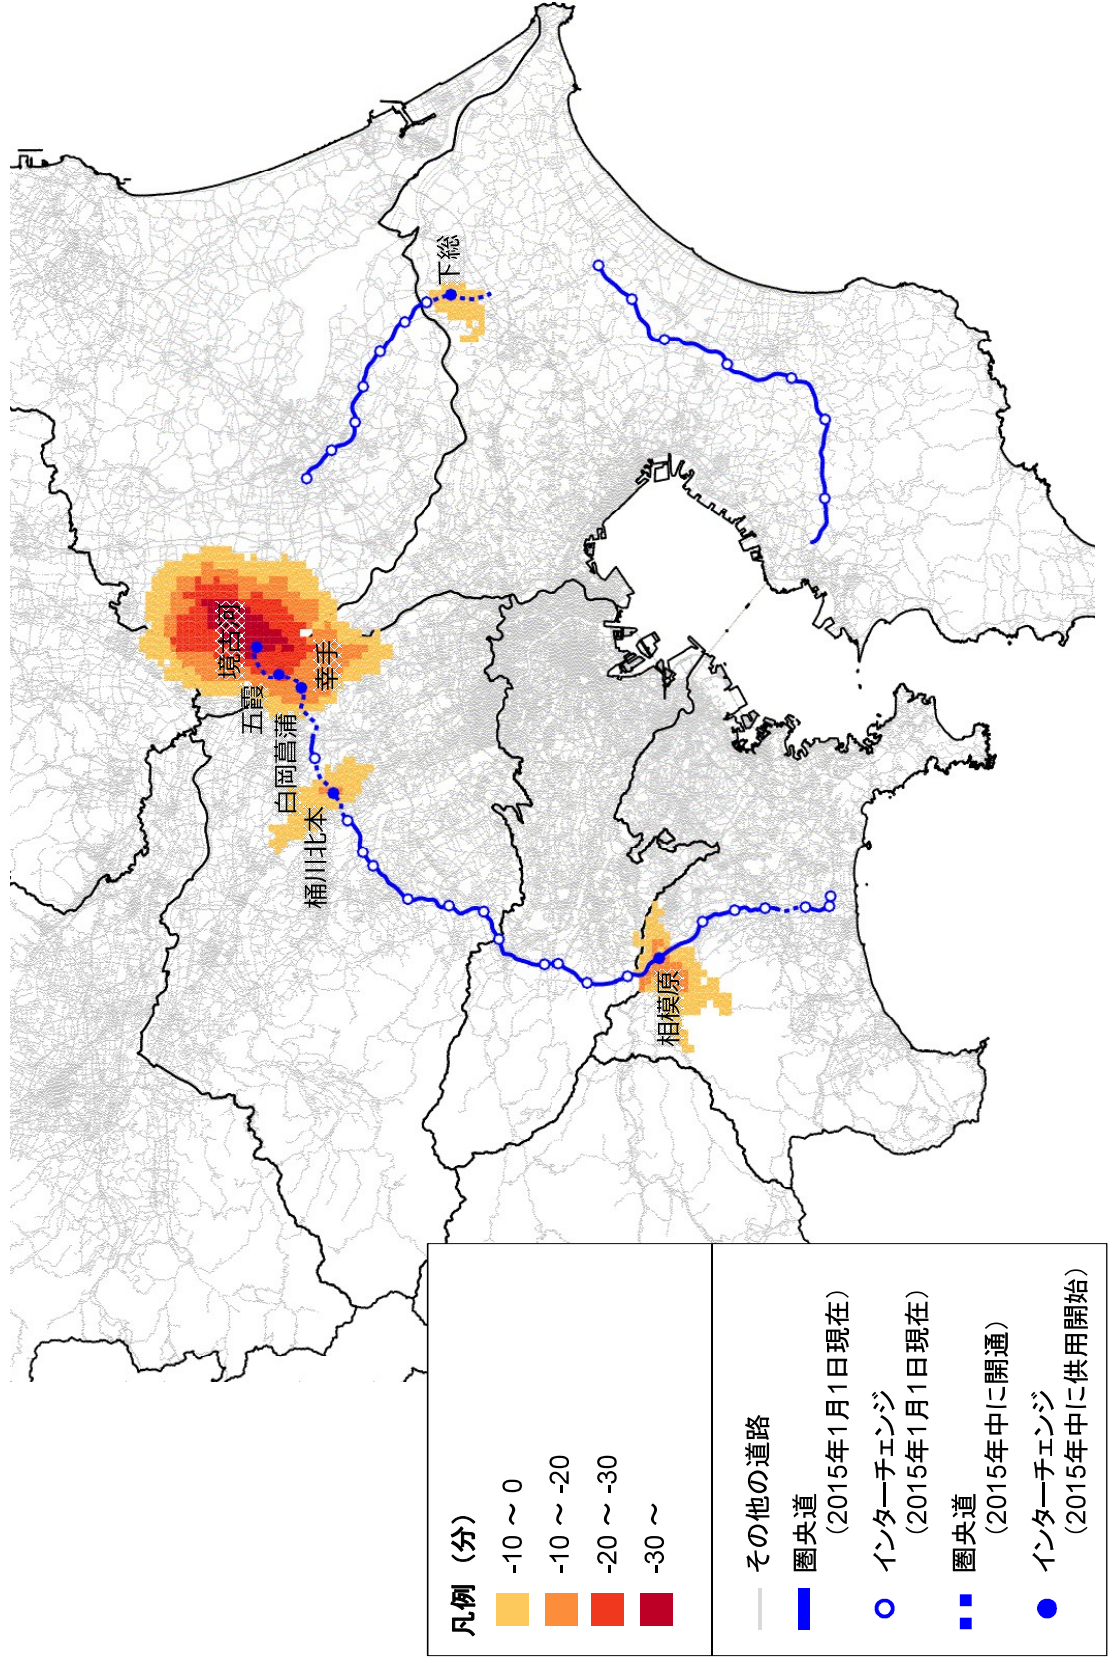 境古河
五霞
幸手
白岡菖蒲
桶川北本
下総
相模原
凡例 (分)
-10 ～ 0
-10 ～ -20
-20 ～ -30
-30 ～
その他の道路
圏央道
(2015年1月1日現在)
インターチェンジ
(2015年1月1日現在)
圏央道
(2015年中に開通)
インターチェンジ
(2015年中に供用開始)